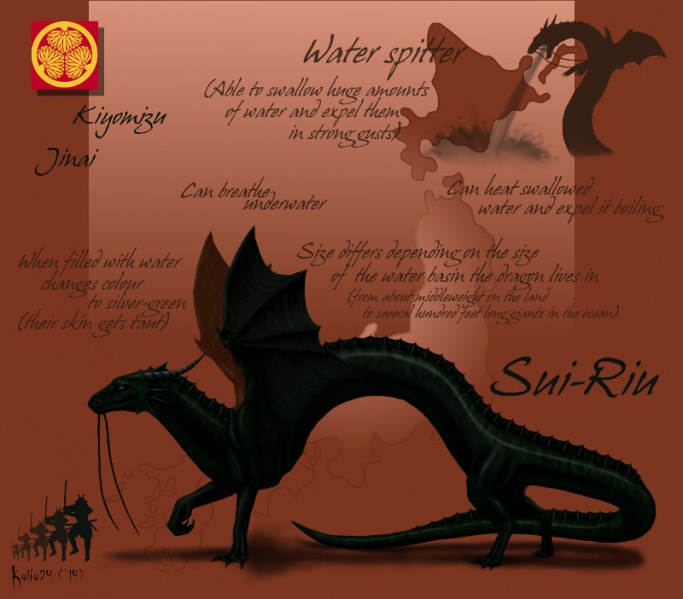 Water spitter
(Able to swallow huge amounts
of water and expel them
in strong gusts)
Kiyomizu
Jinai
Can breathe
underwater
Can heat swallowed
water and expel it boiling
When filled with water
changes colour
to silver-green
(their skin gets taut)
Size differs depending on the size
of the water basin the dragon lives in
(from about middleweight on the land
to several hundred feet long giants in the ocean)
Sui-Riu
('14)